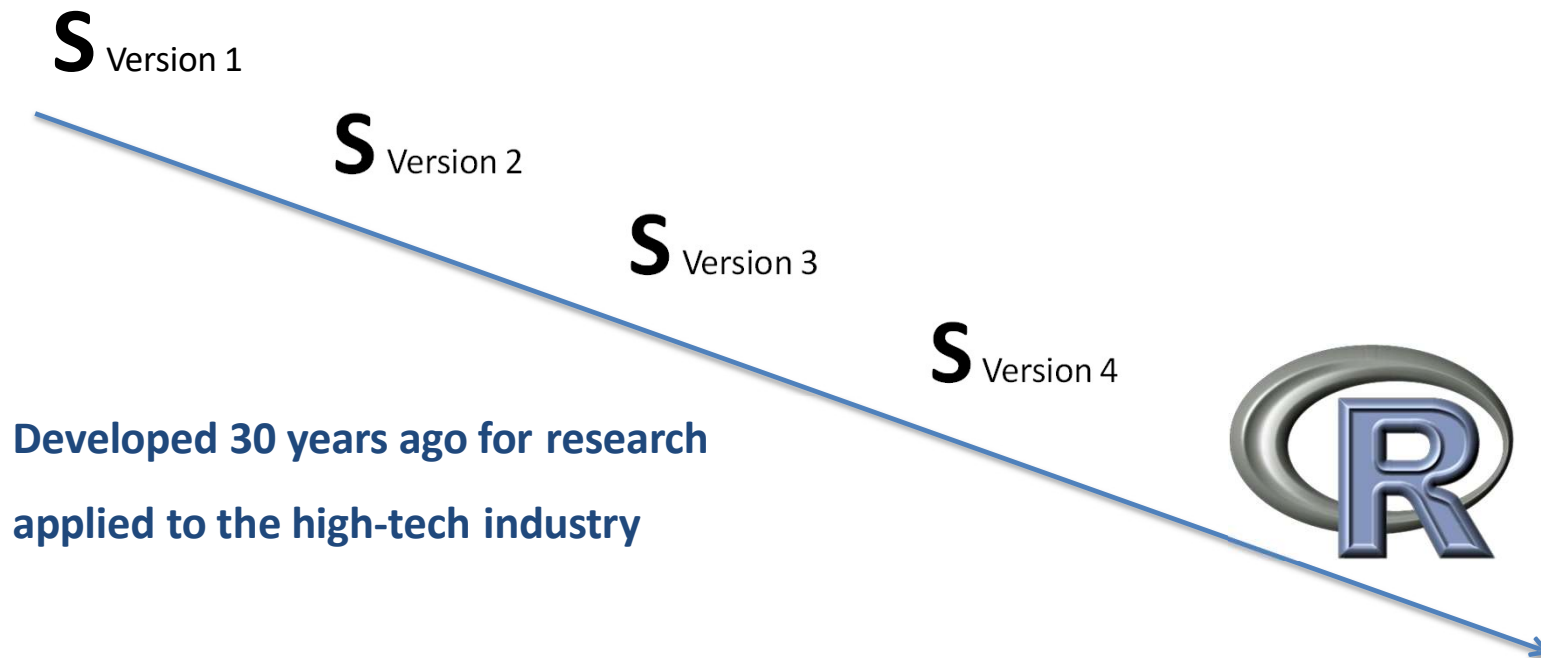 S Version 1
S Version 2
S Version 3
S Version 4
R
Developed 30 years ago for research
applied to the high-tech industry